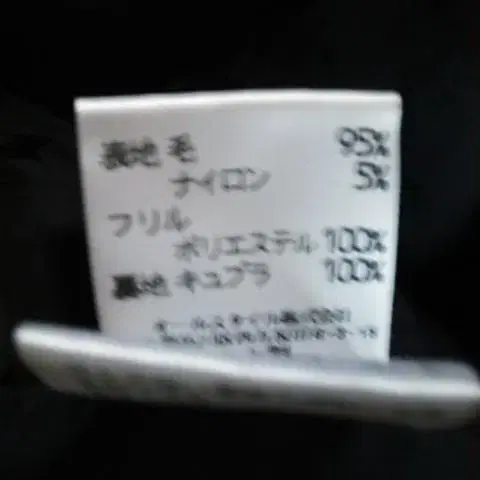 表地 毛 95%
ナイロン 5%
フリル
ポリエステル 100%
裏地 キュプラ 100%